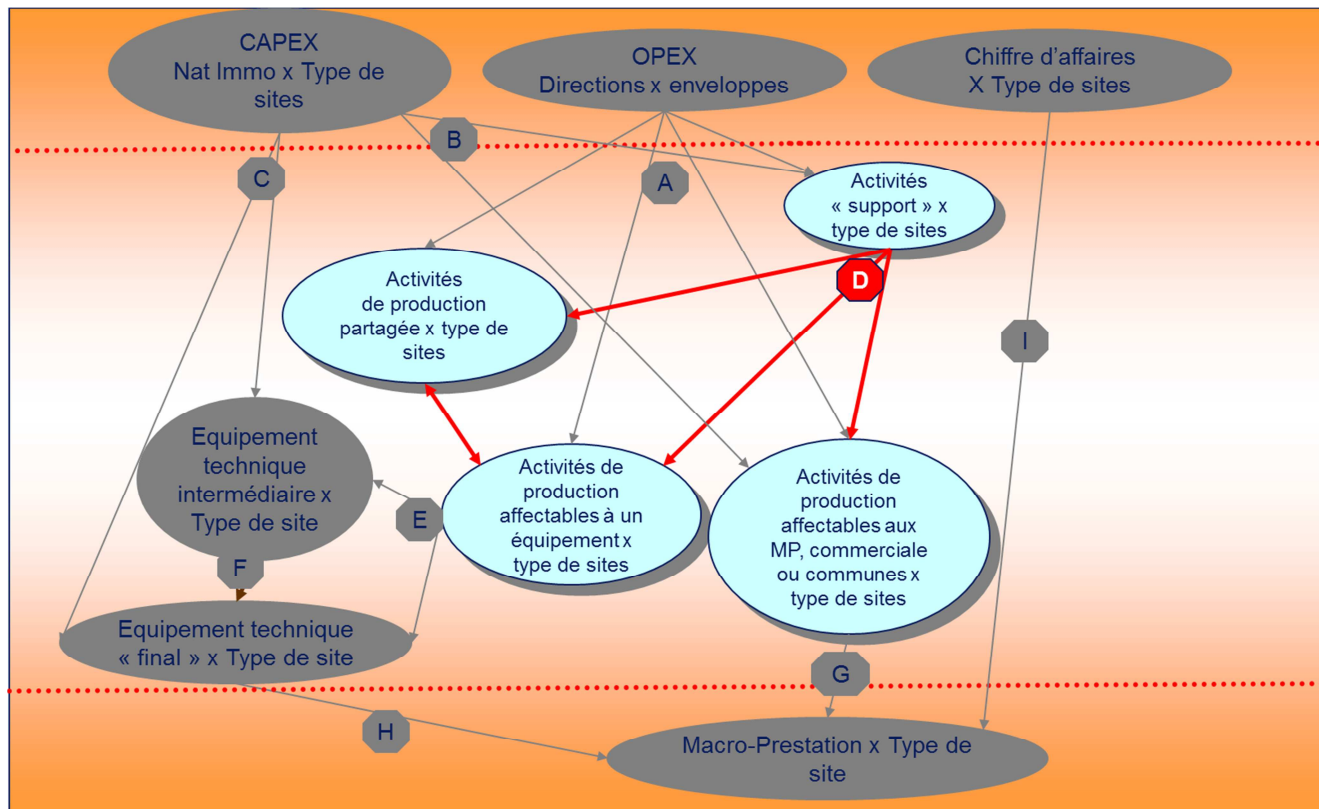 CAPEX
Nat Immo x Type de
sites
OPEX
Directions x enveloppes
Chiffre d’affaires
X Type de sites
B
C
A
Activités
« support » x
type de sites
D
Activités
de production
partagée x type de
sites
I
Equipement
technique
intermédiaire x
Type de site
Activités de
production
affectables à un
équipement x
type de sites
Activités de
production
affectables aux
MP, commerciale
ou communes x
type de sites
E
F
Equipement technique
« final » x Type de site
G
H
Macro-Prestation x Type de
site